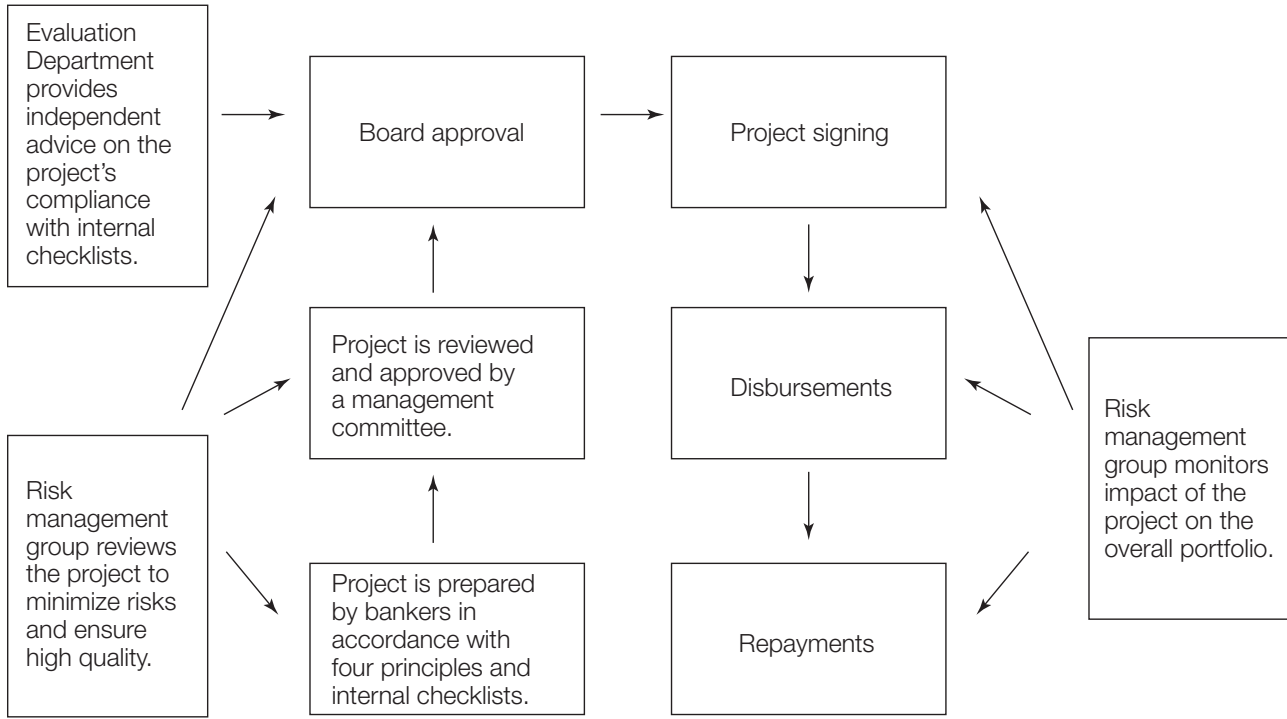 Evaluation
Department
provides
independent
advice on the
project’s
compliance
with internal
checklists.
Board approval
Project signing
Project is reviewed
and approved by
a management
committee.
Disbursements
Risk
management
group monitors
impact of the
project on the
overall portfolio.
Risk
management
group reviews
the project to
minimize risks
and ensure
high quality.
Project is prepared
by bankers in
accordance with
four principles and
internal checklists.
Repayments